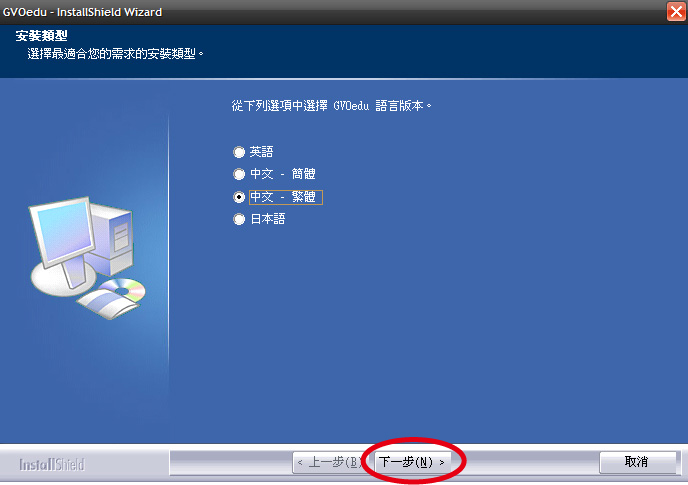 GVOedu - InstallShield Wizard
安裝類型
選擇最適合您的需求的安裝類型。
從下列選項中選擇 GVOedu 語言版本。
英語
中文 - 簡體
中文 - 繁體
日本語
InstallShield
< 上一步(B)
下一步(N) >
取消